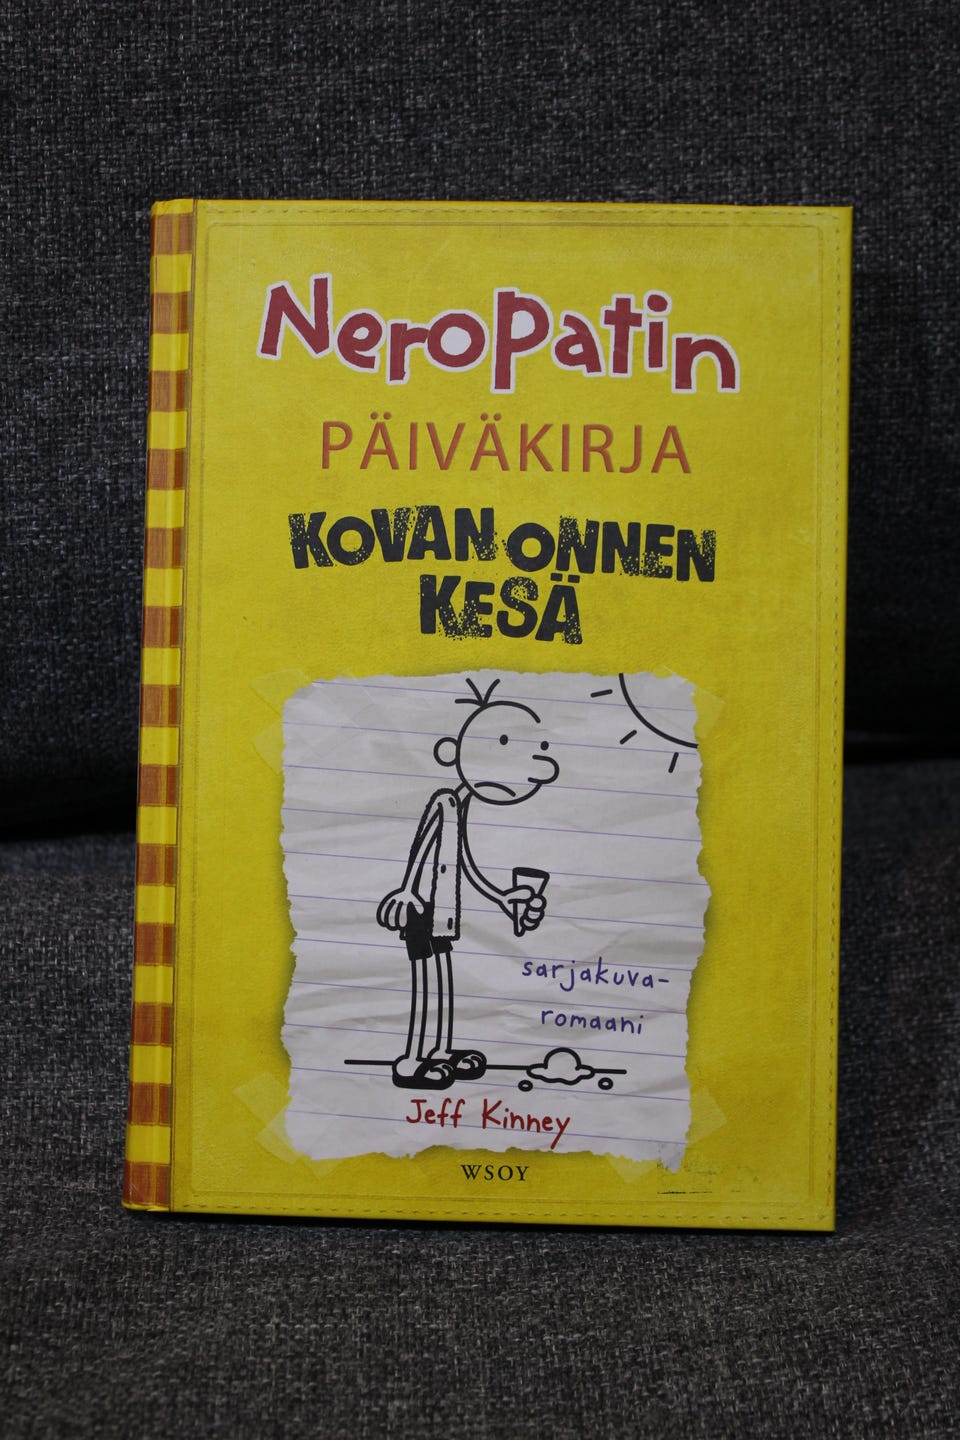 Neropatin
PÄIVÄKIRJA
KOVAN ONNEN
KESÄ
sarjakuva-
romaani
Jeff Kinney
WSOY